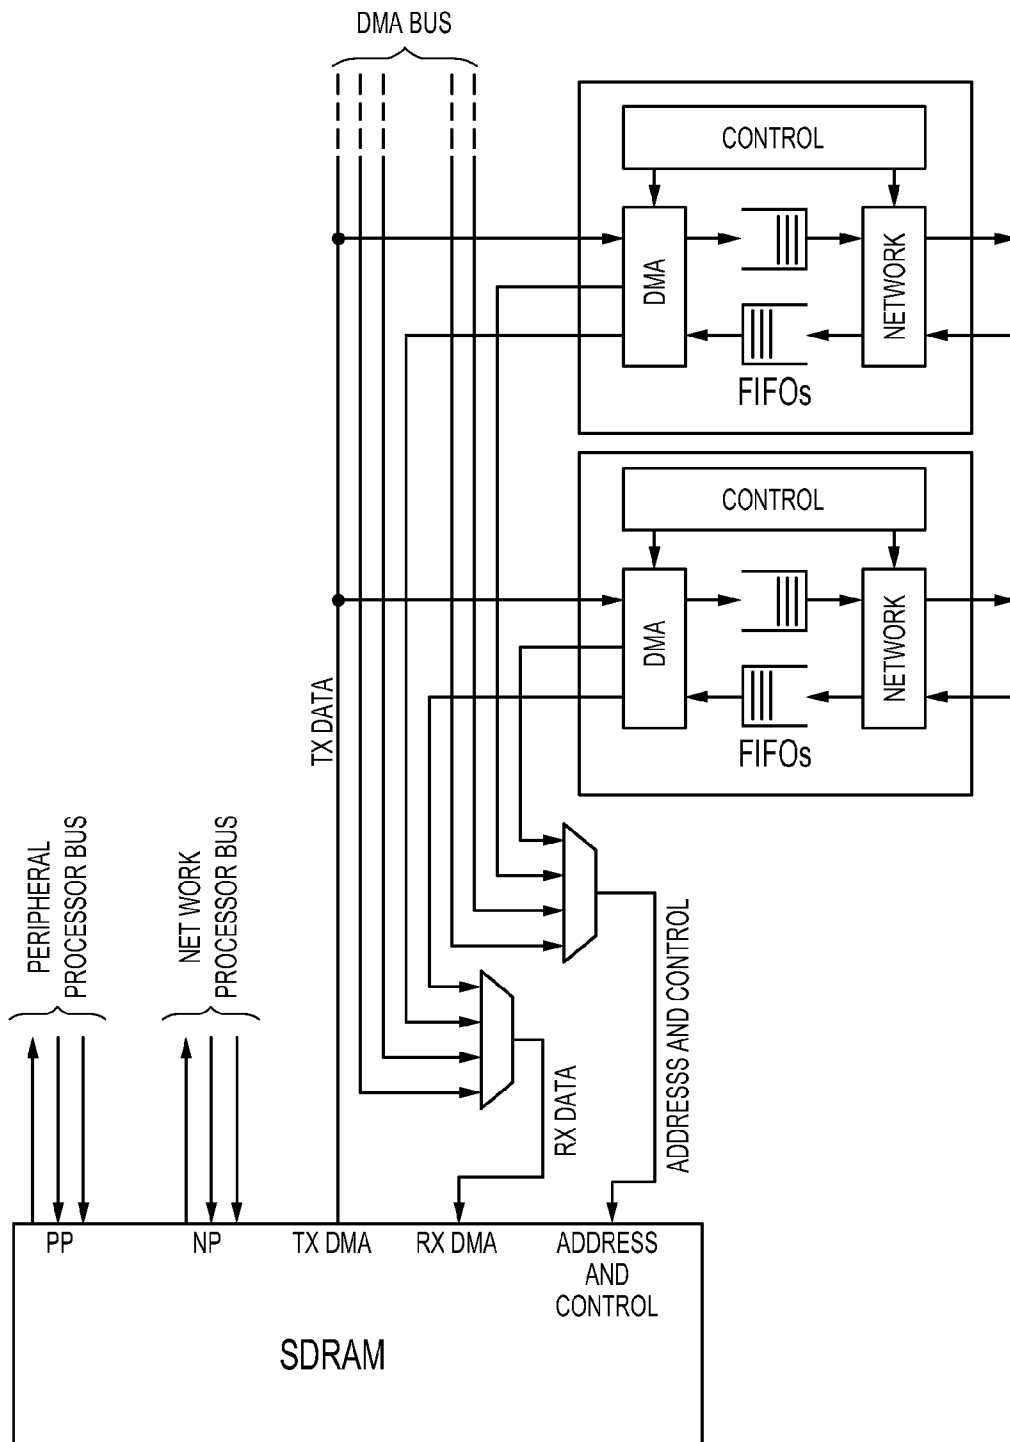 DMA BUS
CONTROL
DMA
NETWORK
FIFOs
CONTROL
DMA
NETWORK
FIFOs
TX DATA
PERIPHERAL
PROCESSOR BUS
NET WORK
PROCESSOR BUS
RX DATA
ADDRESSS AND CONTROL
PP
NP
TX DMA
RX DMA
ADDRESS
AND
CONTROL
SDRAM